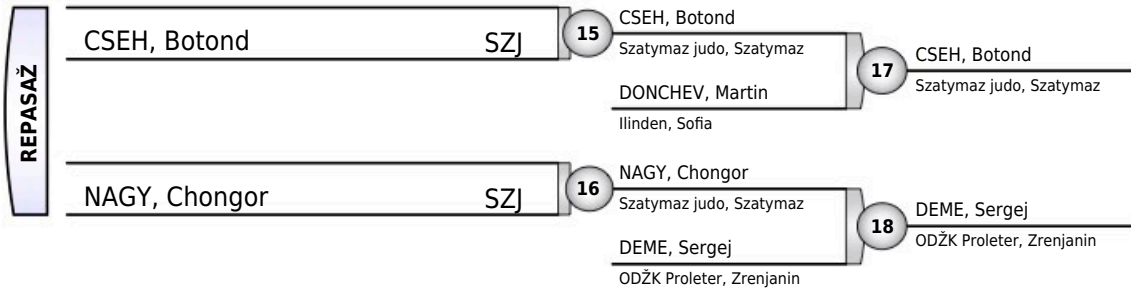 REPASAŽ
CSEH, Botond SZJ
15
CSEH, Botond
Szatymaz judo, Szatymaz
DONCHEV, Martin
Ilinden, Sofia
17
CSEH, Botond
Szatymaz judo, Szatymaz
NAGY, Chongor SZJ
16
NAGY, Chongor
Szatymaz judo, Szatymaz
DEME, Sergej
ODŽK Proleter, Zrenjanin
18
DEME, Sergej
ODŽK Proleter, Zrenjanin